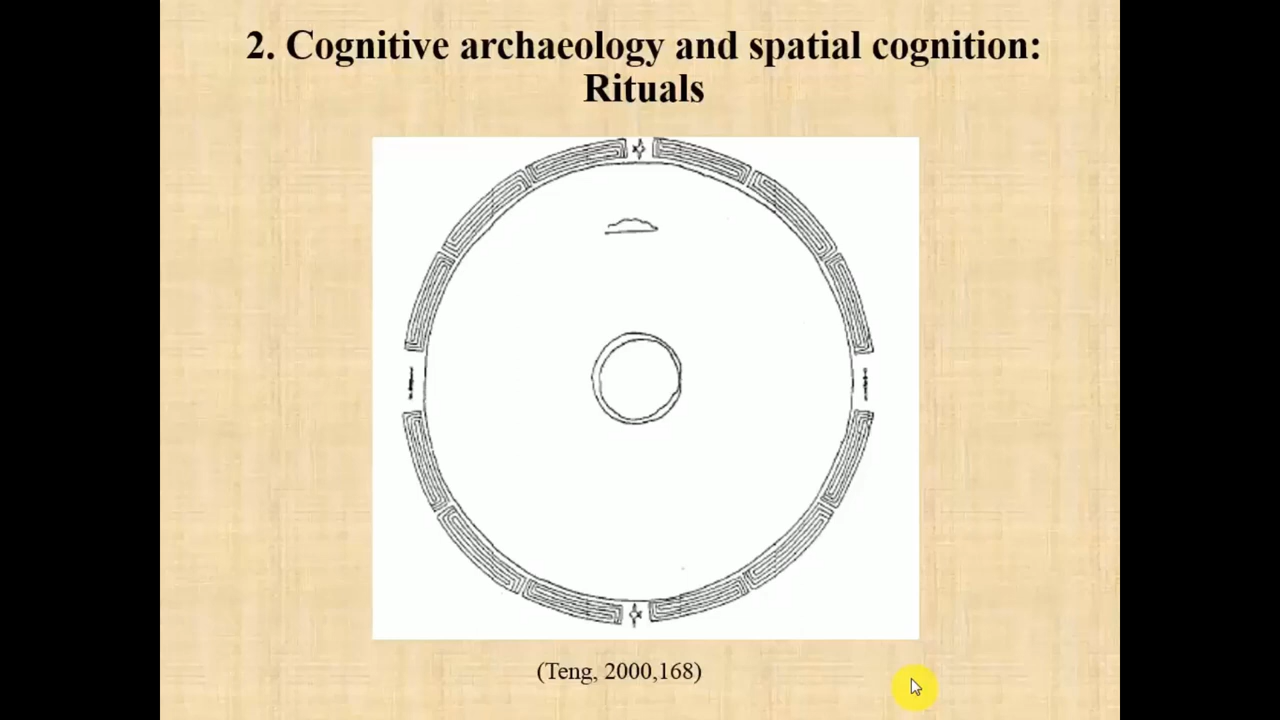 2. Cognitive archaeology and spatial cognition:
Rituals
(Teng, 2000,168)